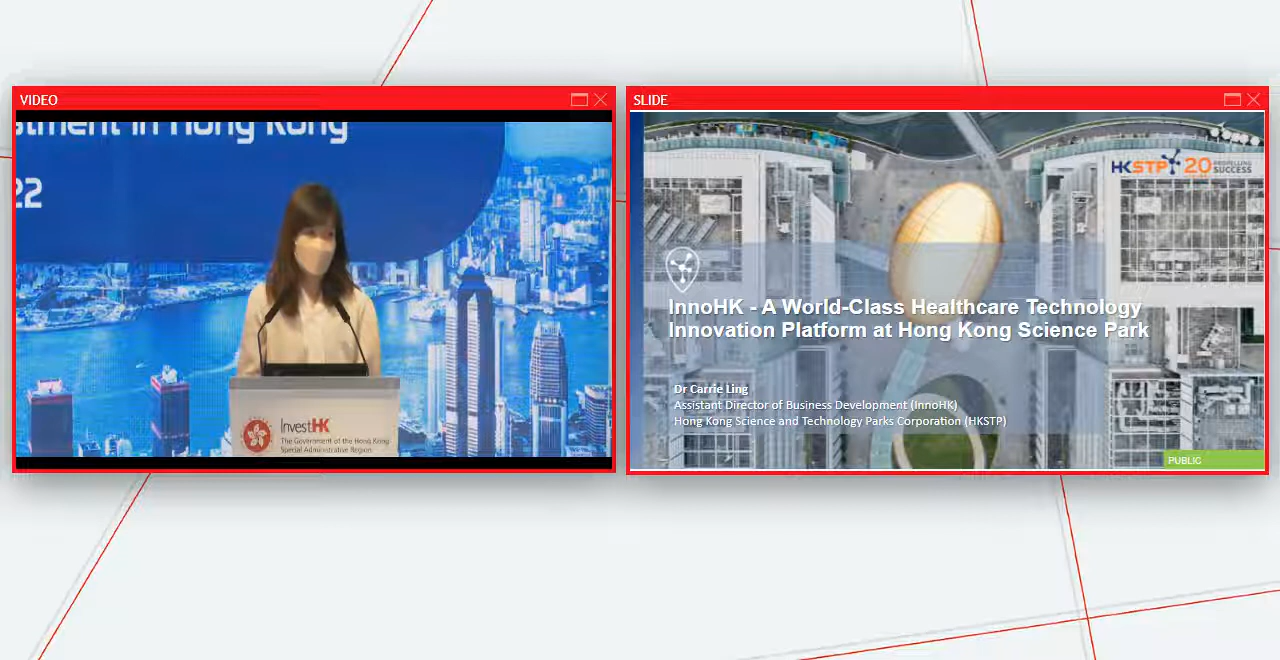 VIDEO
stment in Hong Kong
22
InvestHK
The Government of the Hong Kong
Special Administrative Region
SLIDE
HKSTP 20 PROPELLING
SUCCESS
InnoHK - A World-Class Healthcare Technology
Innovation Platform at Hong Kong Science Park
Dr Carrie Ling
Assistant Director of Business Development (InnoHK)
Hong Kong Science and Technology Parks Corporation (HKSTP)
PUBLIC